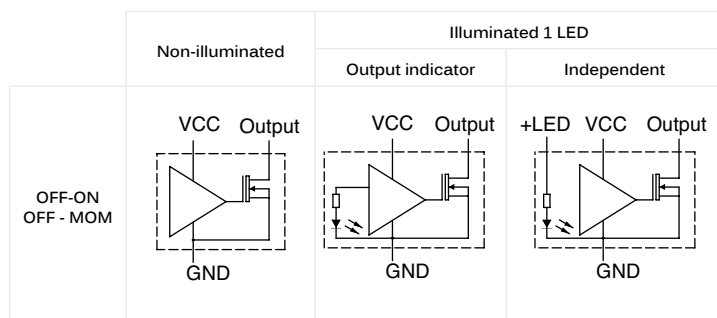 Illuminated 1 LED
Non-illuminated
Output indicator
Independent
VCC
Output
VCC
Output
+LED
VCC
Output
OFF-ON
OFF - MOM
GND
GND
GND